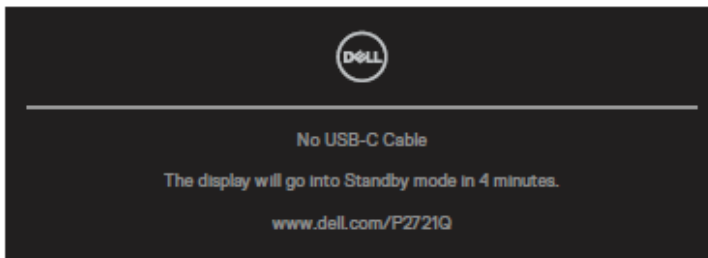 DELL
No USB-C Cable
The display will go into Standby mode in 4 minutes.
www.dell.com/P2721Q